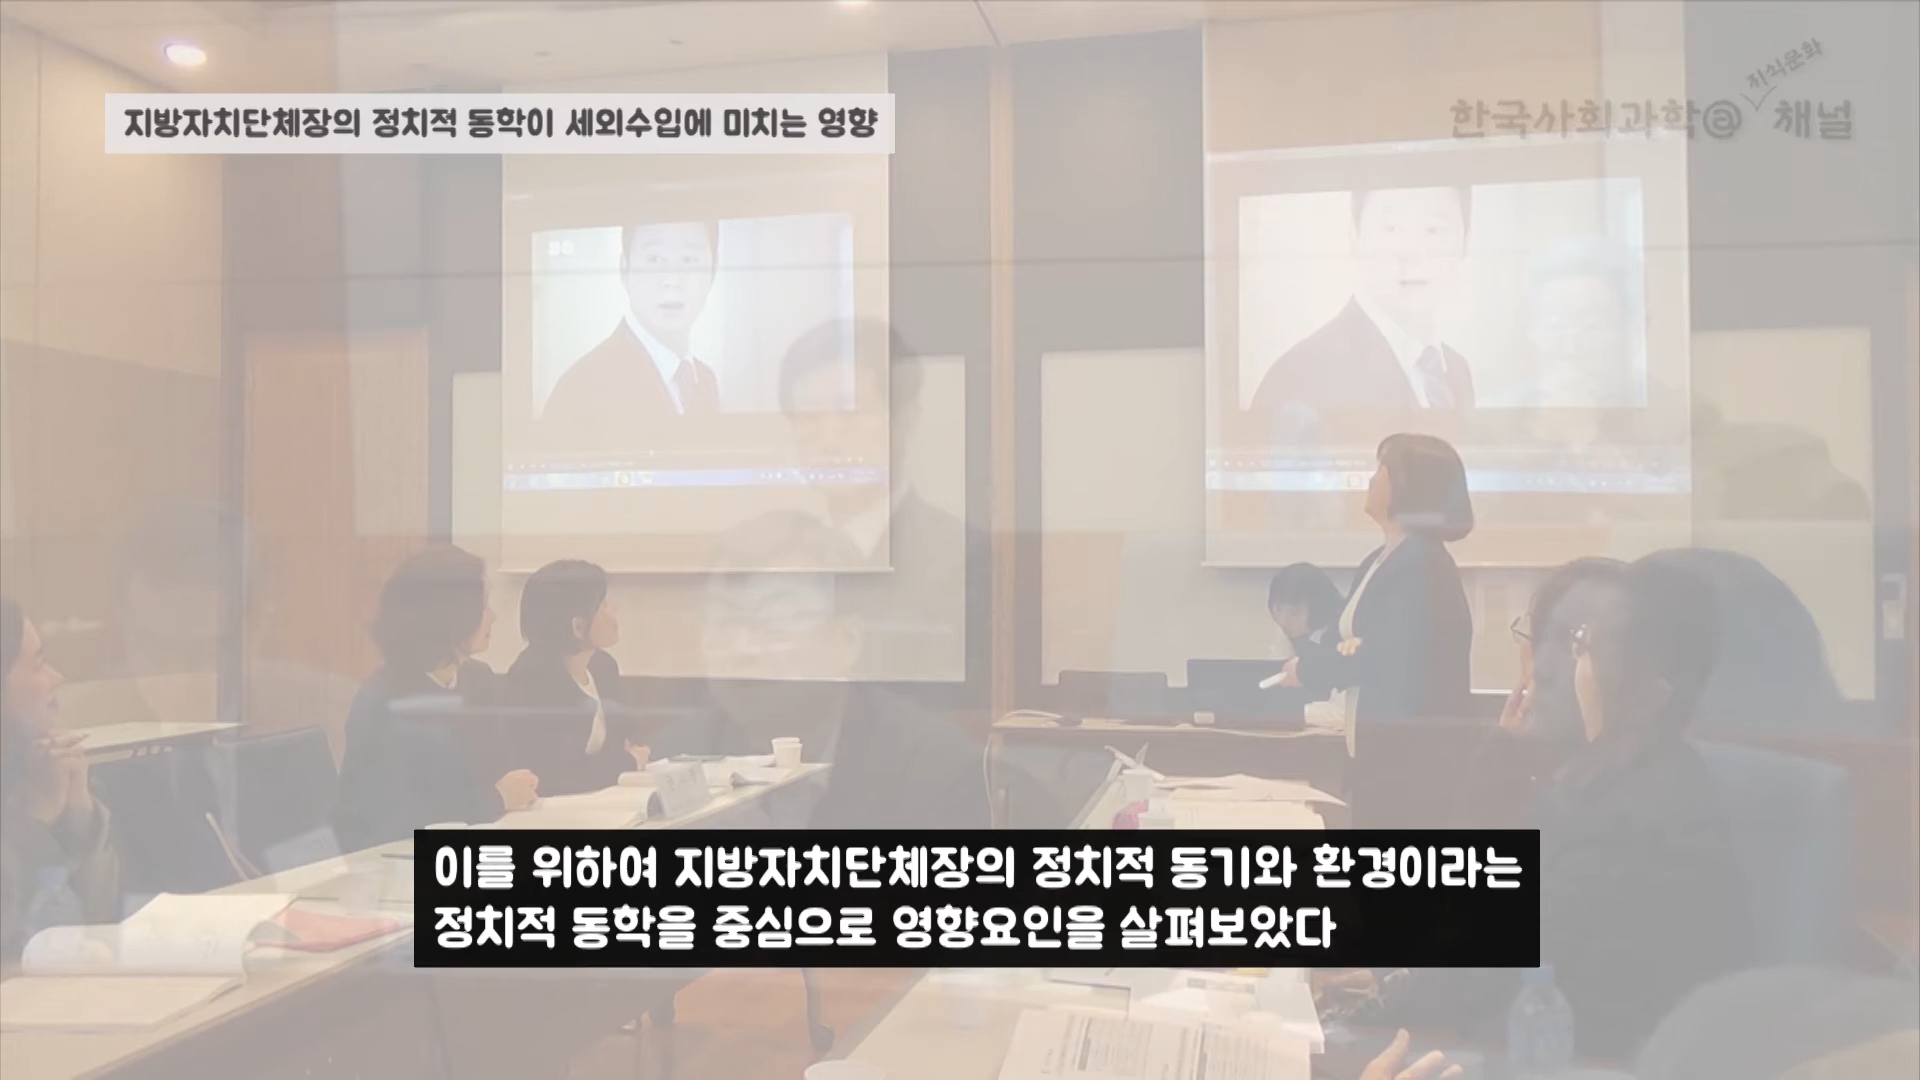 지방자치단체장의 정치적 동학이 세외수입에 미치는 영향
지식문화
한국사회과학@ 채널
이를 위하여 지방자치단체장의 정치적 동기와 환경이라는
정치적 동학을 중심으로 영향요인을 살펴보았다